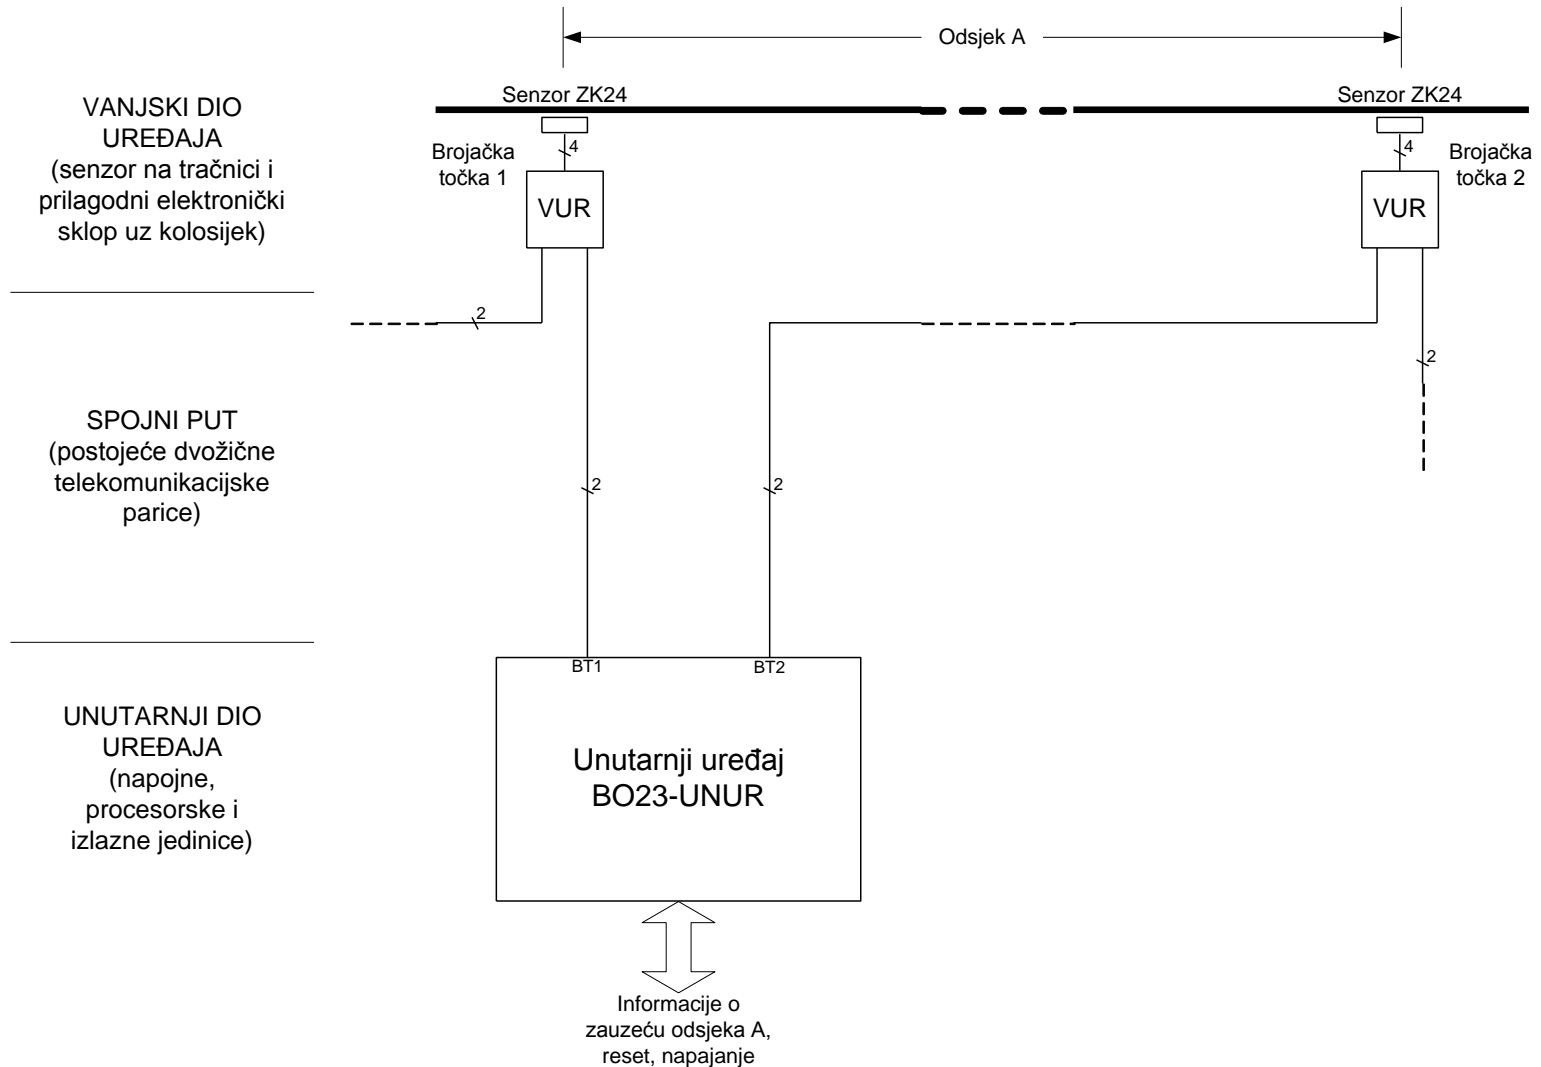 Odsjek A
VANJSKI DIO
UREĐAJA
(senzor na tračnici i
prilagodni elektronički
sklop uz kolosijek)
Senzor ZK24
Senzor ZK24
4
4
Brojačka
točka 1
Brojačka
točka 2
VUR
VUR
2
2
SPOJNI PUT
(postojeće dvožične
telekomunikacijske
parice)
2
2
BT1
BT2
UNUTARNJI DIO
UREĐAJA
(napojne,
procesorske i
izlazne jedinice)
Unutarnji uređaj
BO23-UNUR
Informacije o
zauzeću odsjeka A,
reset, napajanje